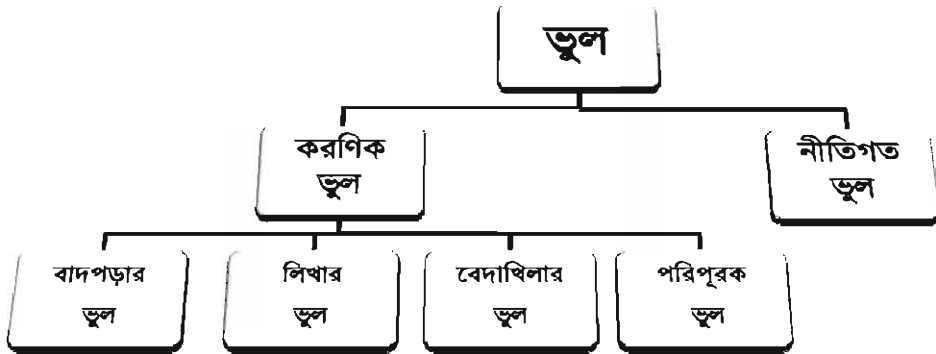 ভুল
করণিক
ভুল
নীতিগত
ভুল
বাদপড়ার
ভুল
লিখার
ভুল
বেদাখিলার
ভুল
পরিপূরক
ভুল